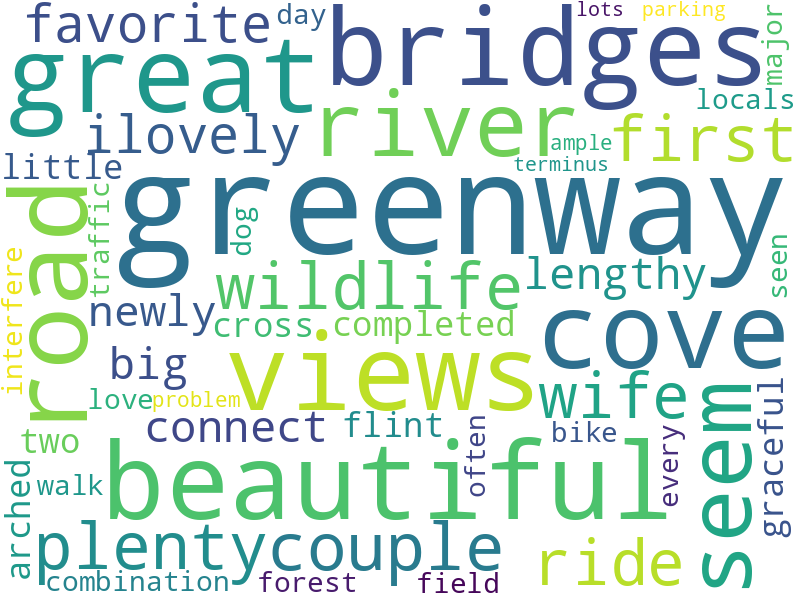 favorite day bridges lots parking major
great locals
ilovely river ample first
little terminus
greenway
road traffic dog seen
interfere wildlife lengthy
newly cross completed cove
big views
love problem wife seem
two connect flint often bike every graceful
arched walk beautiful
plenty couple ride
combination forest field